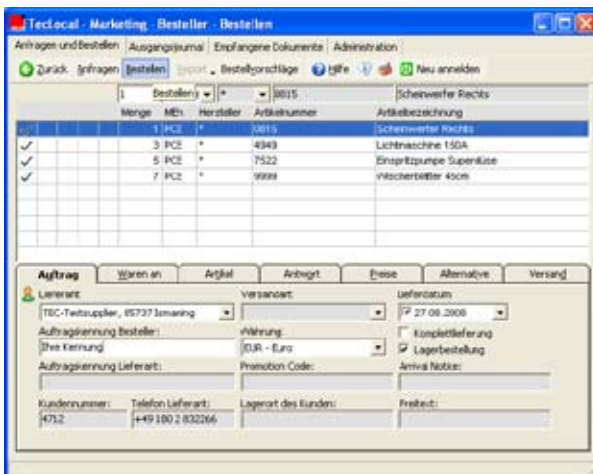 TecLocal - Marketing - Besteller - Bestellen
Anfragen und Bestellen Ausgangsjournal Empfangene Dokumente Administration
Zurück Anfragen Bestellen Export Bestellvorschläge Hilfe Neu anmelden
1 Bestellen * 0815 Scheinwerfer Rechts
Menge MEh Hersteller Artikelnummer Artikelbezeichnung
1 PCE * 0815 Scheinwerfer Rechts
3 PCE * 4949 Lichtmaschine 150A
5 PCE * 7522 Einspritzpumpe Superdüse
7 PCE * 9999 Wischerblätter 45cm
Auftrag Waren an Artikel Antwort Preise Alternative Versand
Lieferant Versandart: Lieferdatum
TEC-Testsupplier, 85737 Ismaning 27.08.2008
Auftragskennung Besteller: Währung Komplettlieferung
Ihre Kennung EUR - Euro Lagerbestellung
Auftragskennung Lieferant: Promotion Code: Arrival Notice:
Kundennummer: Telefon Lieferant: Lagerort des Kunden: Freitext:
4712 +49 180 2 832266